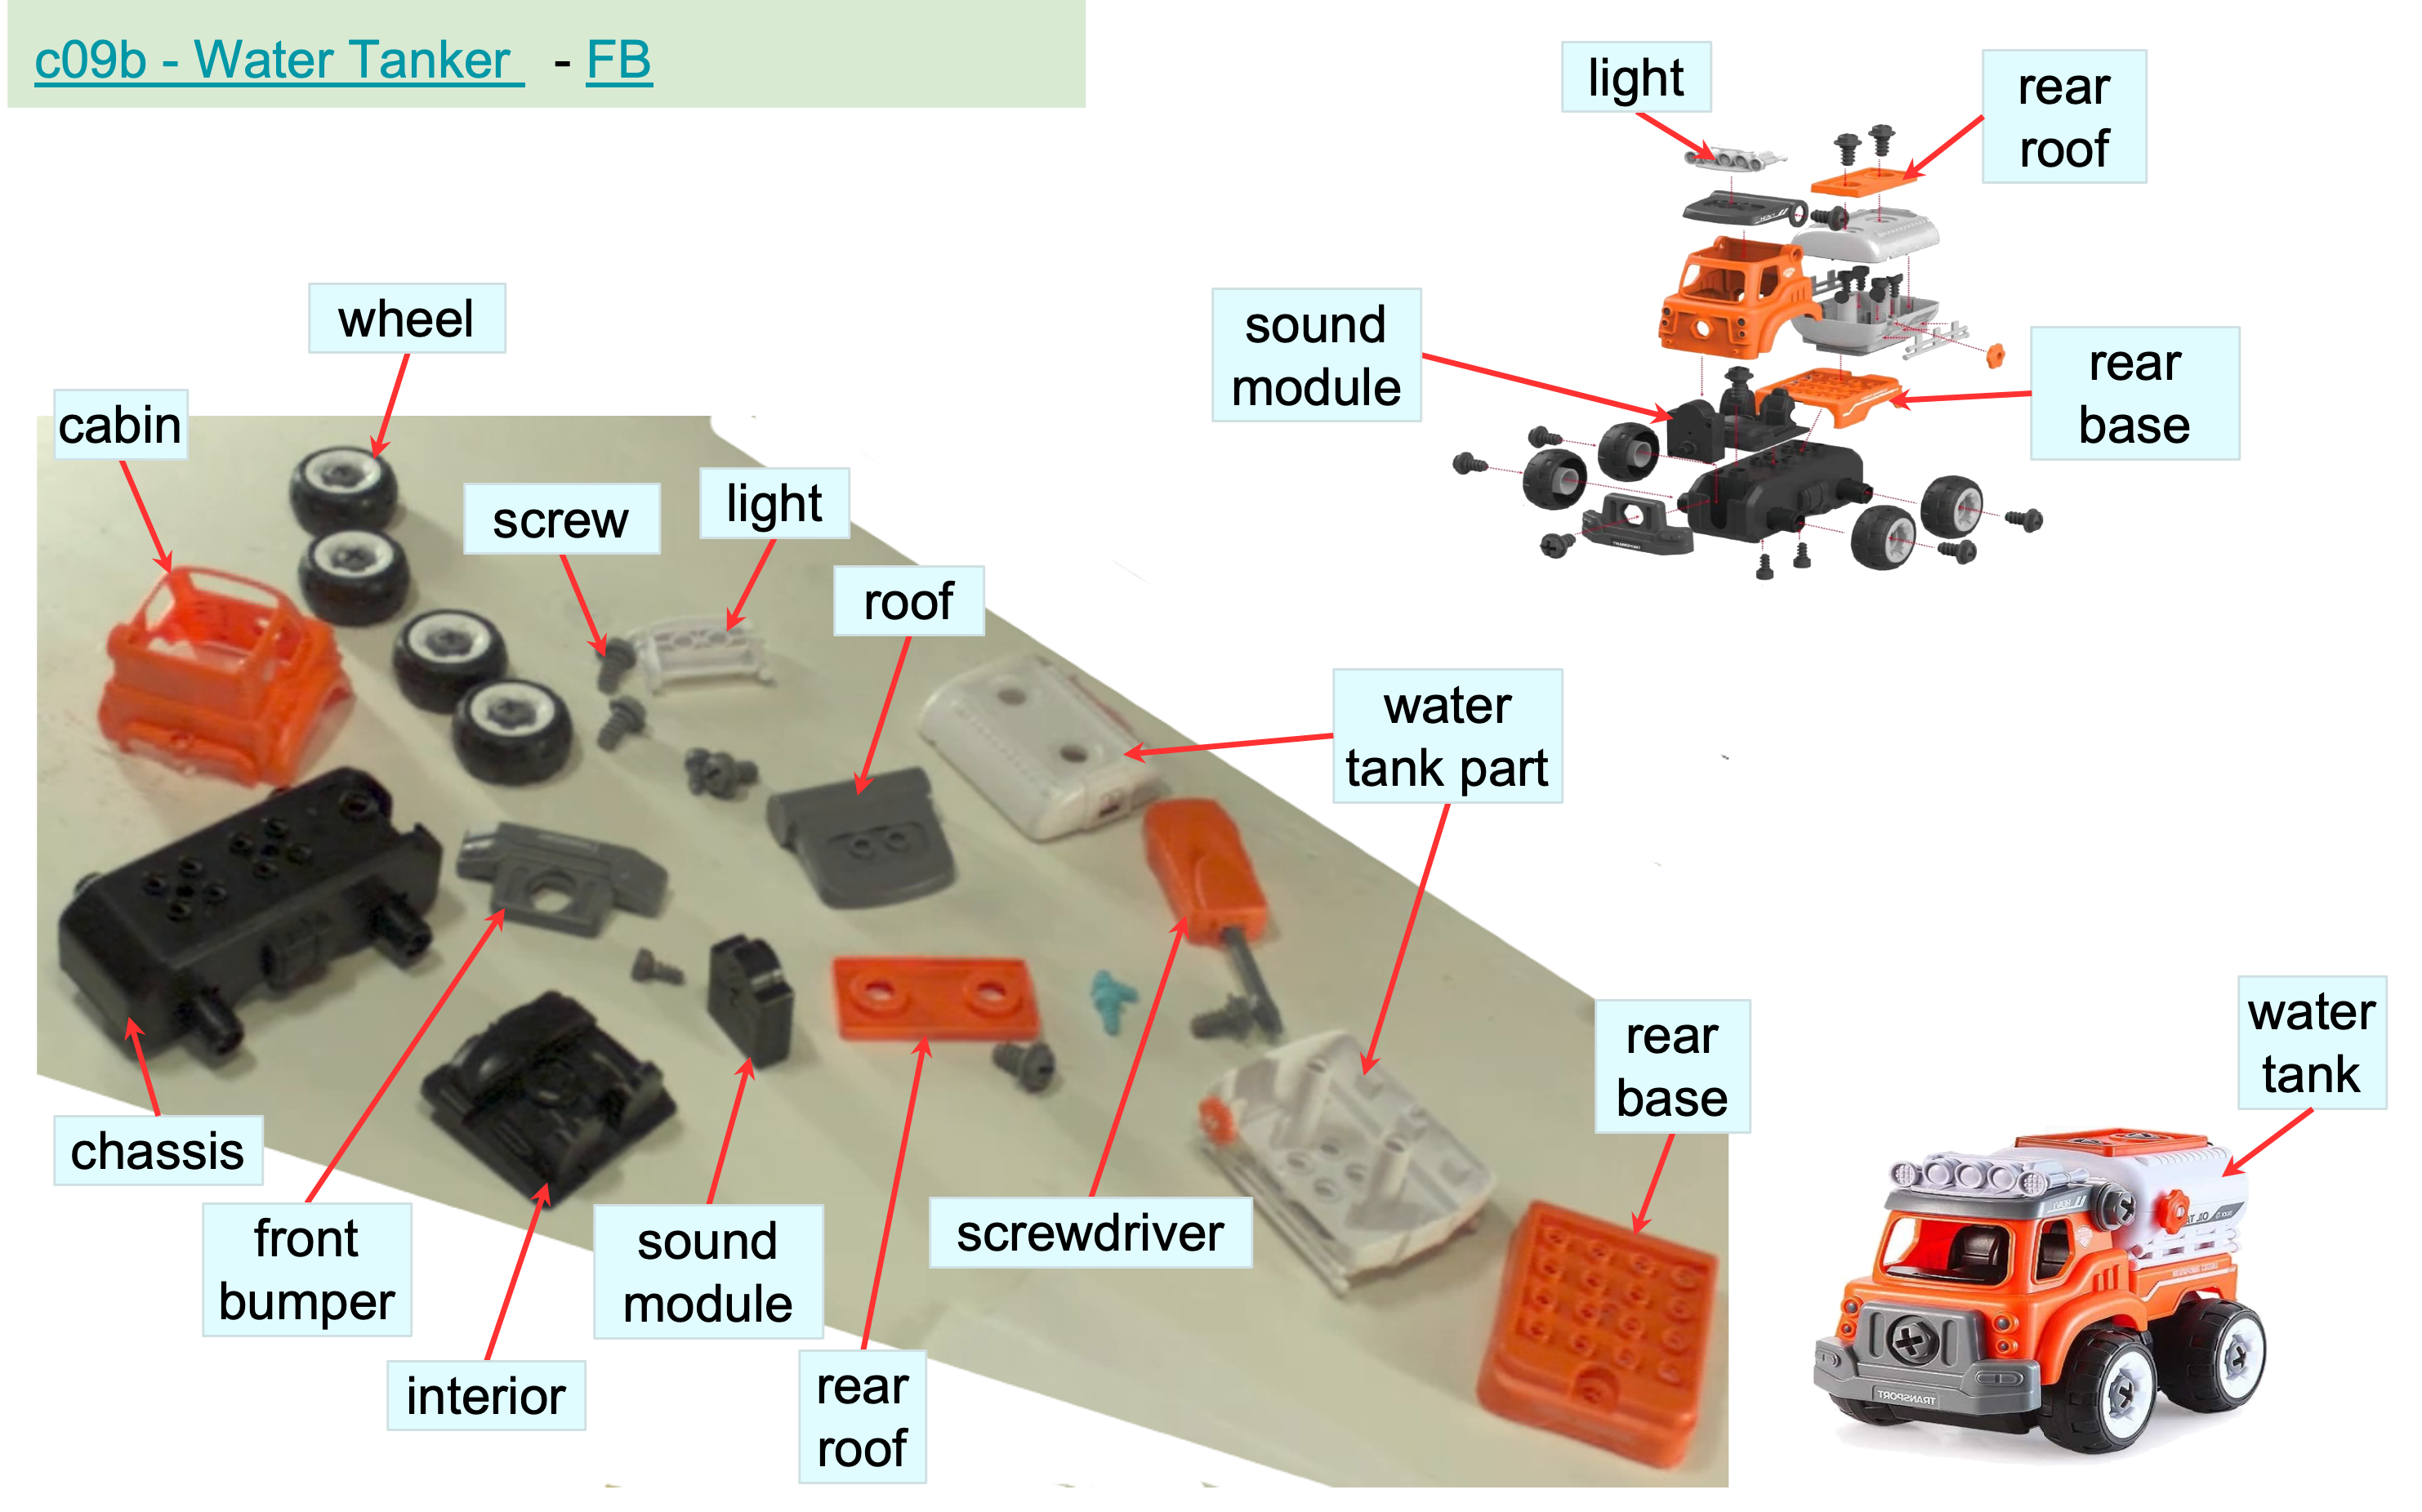 c09b - Water Tanker  - FB
light
rear
roof
sound
module
rear
base
wheel
cabin
screw
light
roof
water
tank part
rear
base
water
tank
chassis
front
bumper
interior
sound
module
rear
roof
screwdriver
TRANSPORT